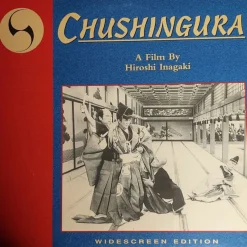 CHUSHINGURA
A Film By
Hiroshi Inagaki
WIDESCREEN EDITION